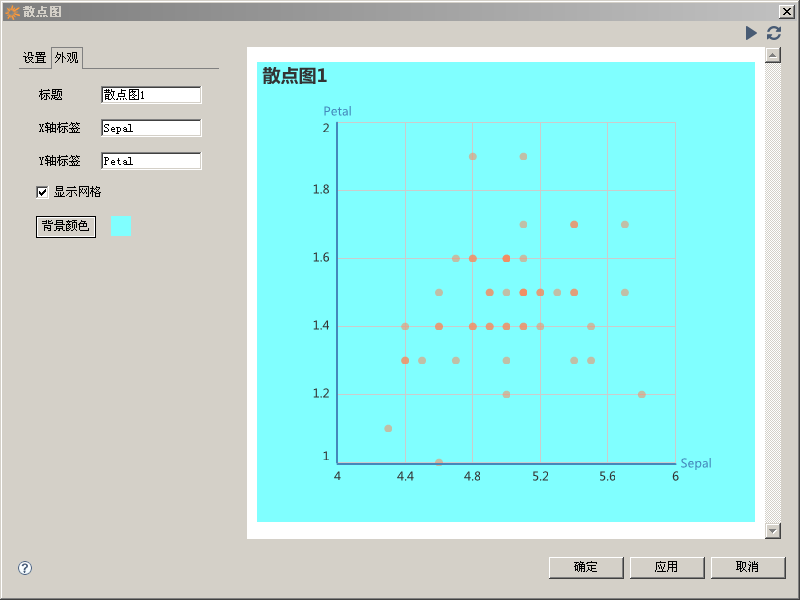 散点图
设置 外观
标题 散点图1
X轴标签 Sepal
Y轴标签 Petal
显示网格
背景颜色
散点图1
Petal
2
1.8
1.6
1.4
1.2
1
Sepal
4 4.4 4.8 5.2 5.6 6
?
确定 应用 取消